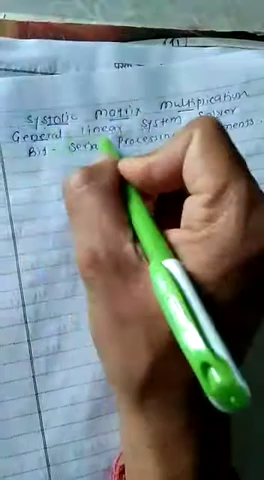 systolic matrix multiplication
General linear system Solver
Bit - Serial Processing